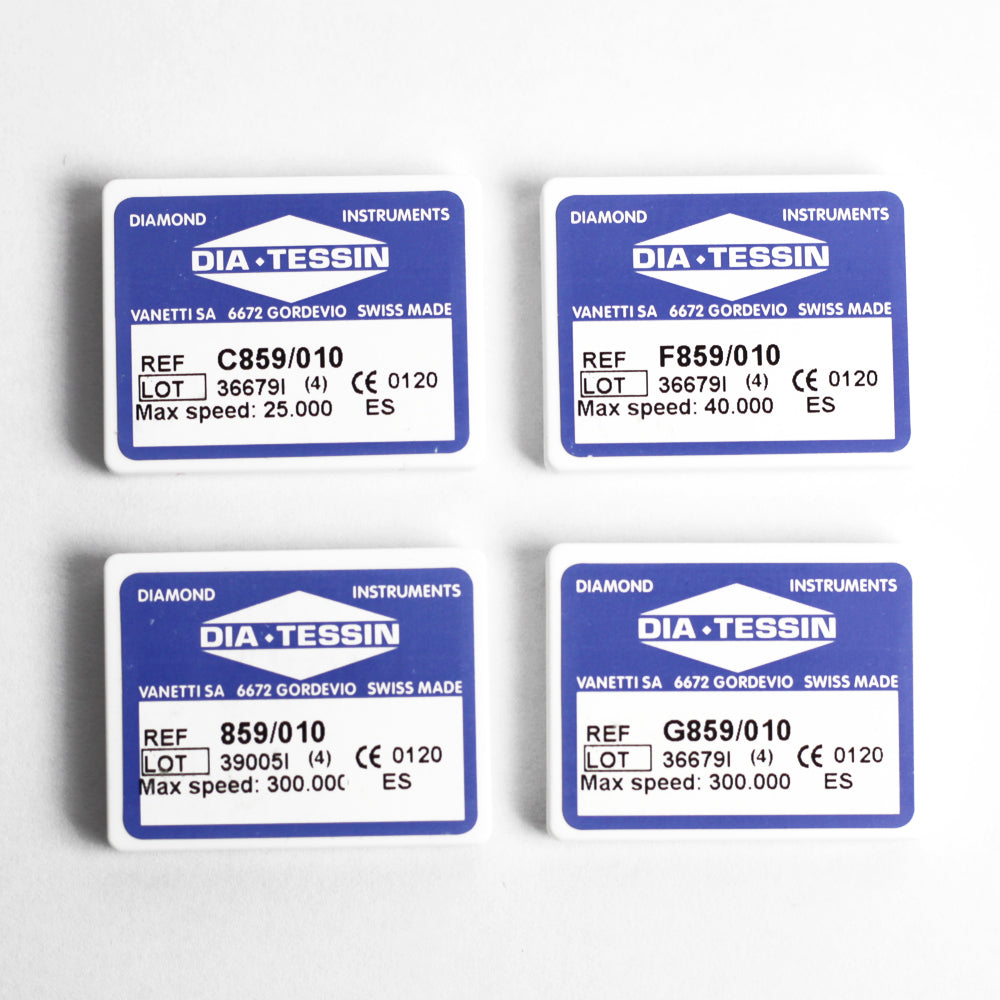 DIAMOND INSTRUMENTS
DIA TESSIN
VANETTI SA 6672 GORDEVIO SWISS MADE
REF C859/010
LOT 36679I (4) CE 0120
Max speed: 25.000 ES
DIAMOND INSTRUMENTS
DIA TESSIN
VANETTI SA 6672 GORDEVIO SWISS MADE
REF F859/010
LOT 36679I (4) CE 0120
Max speed: 40.000 ES
DIAMOND INSTRUMENTS
DIA TESSIN
VANETTI SA 6672 GORDEVIO SWISS MADE
REF 859/010
LOT 39005I (4) CE 0120
Max speed: 300.000 ES
DIAMOND INSTRUMENTS
DIA TESSIN
VANETTI SA 6672 GORDEVIO SWISS MADE
REF G859/010
LOT 36679I (4) CE 0120
Max speed: 300.000 ES